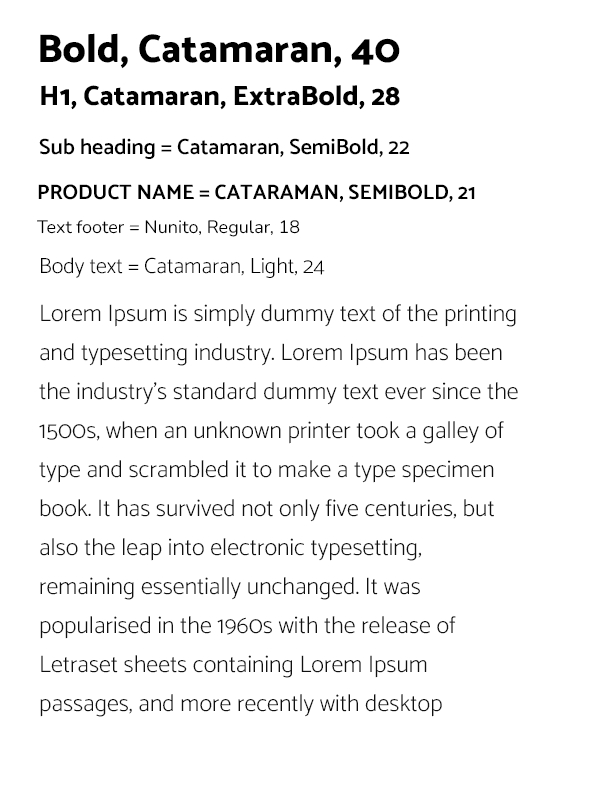 Bold, Catamaran, 40
H1, Catamaran, ExtraBold, 28
Sub heading = Catamaran, SemiBold, 22
PRODUCT NAME = CATARAMAN, SEMIBOLD, 21
Text footer = Nunito, Regular, 18
Body text = Catamaran, Light, 24
Lorem Ipsum is simply dummy text of the printing
and typesetting industry. Lorem Ipsum has been
the industry's standard dummy text ever since the
1500s, when an unknown printer took a galley of
type and scrambled it to make a type specimen
book. It has survived not only five centuries, but
also the leap into electronic typesetting,
remaining essentially unchanged. It was
popularised in the 1960s with the release of
Letraset sheets containing Lorem Ipsum
passages, and more recently with desktop